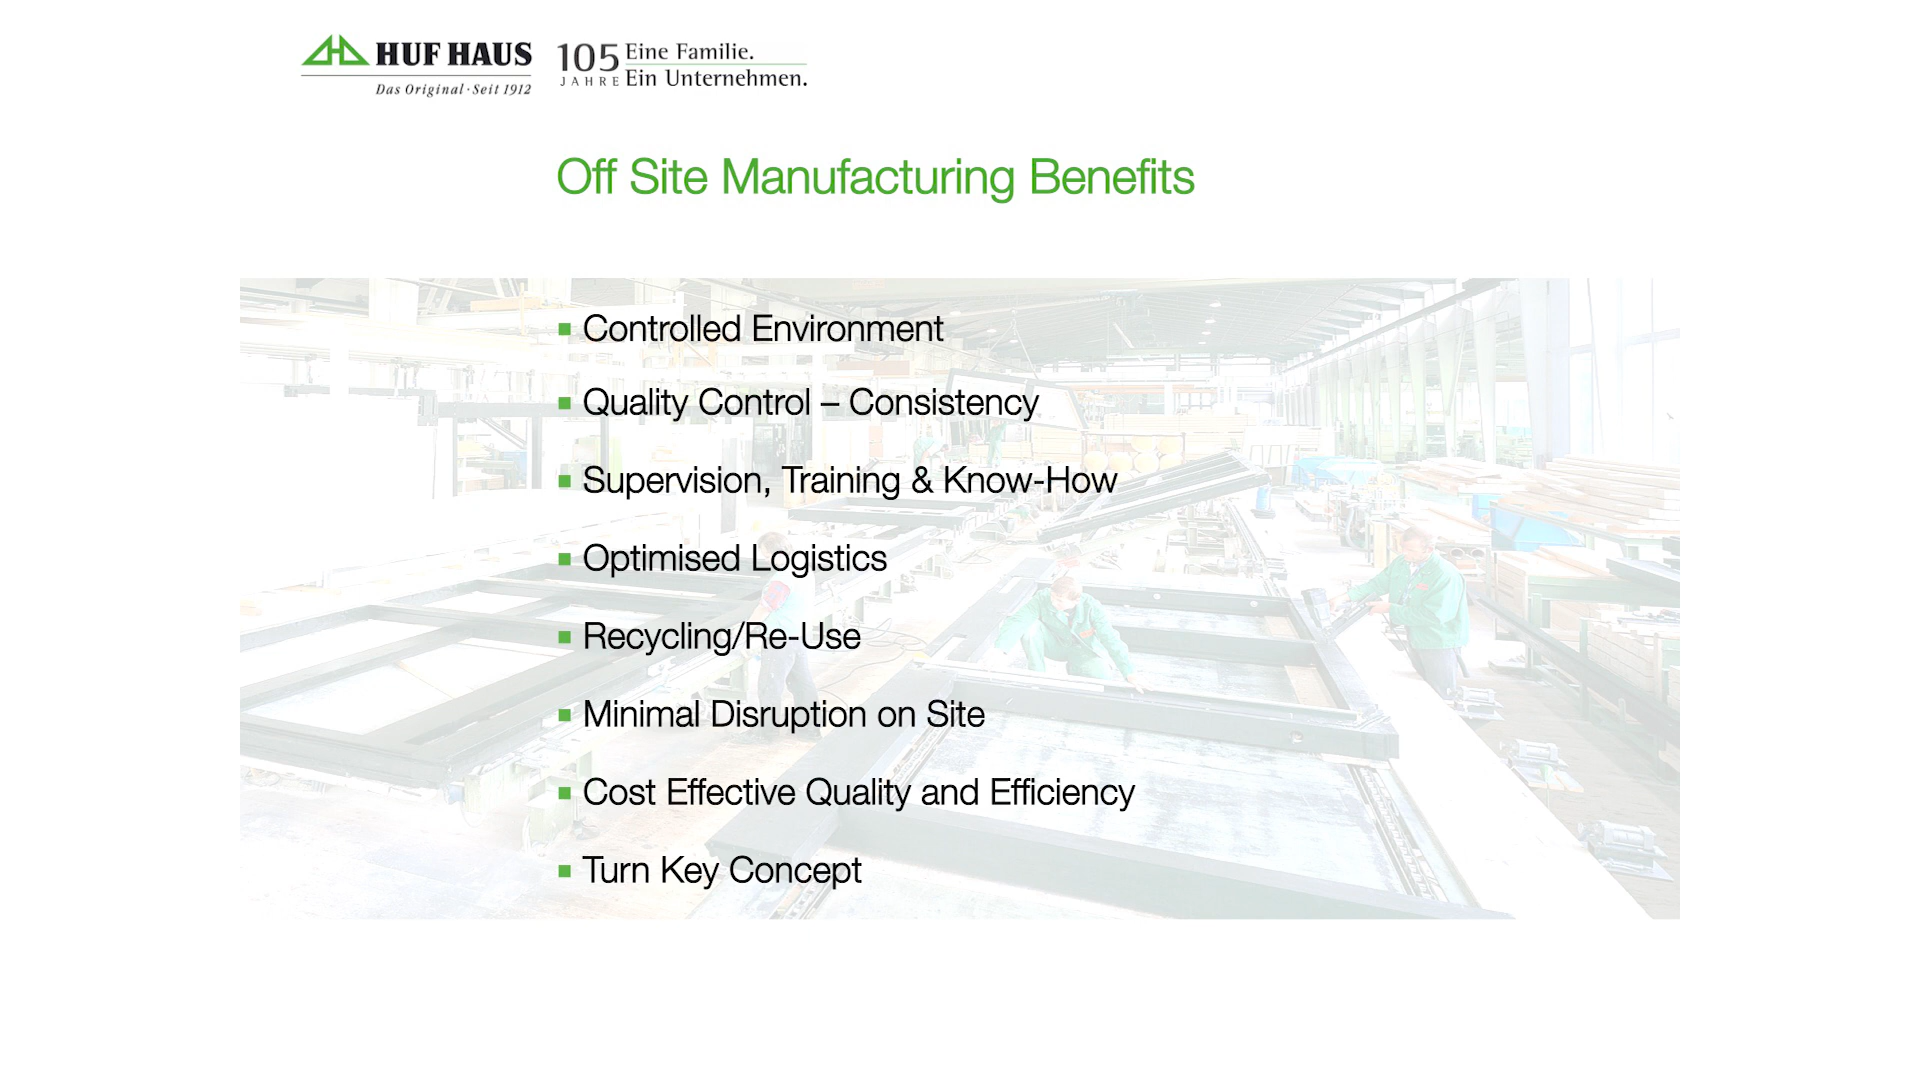 HUF HAUS
Das Original · Seit 1912
105 JAHRE
Eine Familie.
Ein Unternehmen.
Off Site Manufacturing Benefits
▪ Controlled Environment
▪ Quality Control – Consistency
▪ Supervision, Training & Know-How
▪ Optimised Logistics
▪ Recycling/Re-Use
▪ Minimal Disruption on Site
▪ Cost Effective Quality and Efficiency
▪ Turn Key Concept